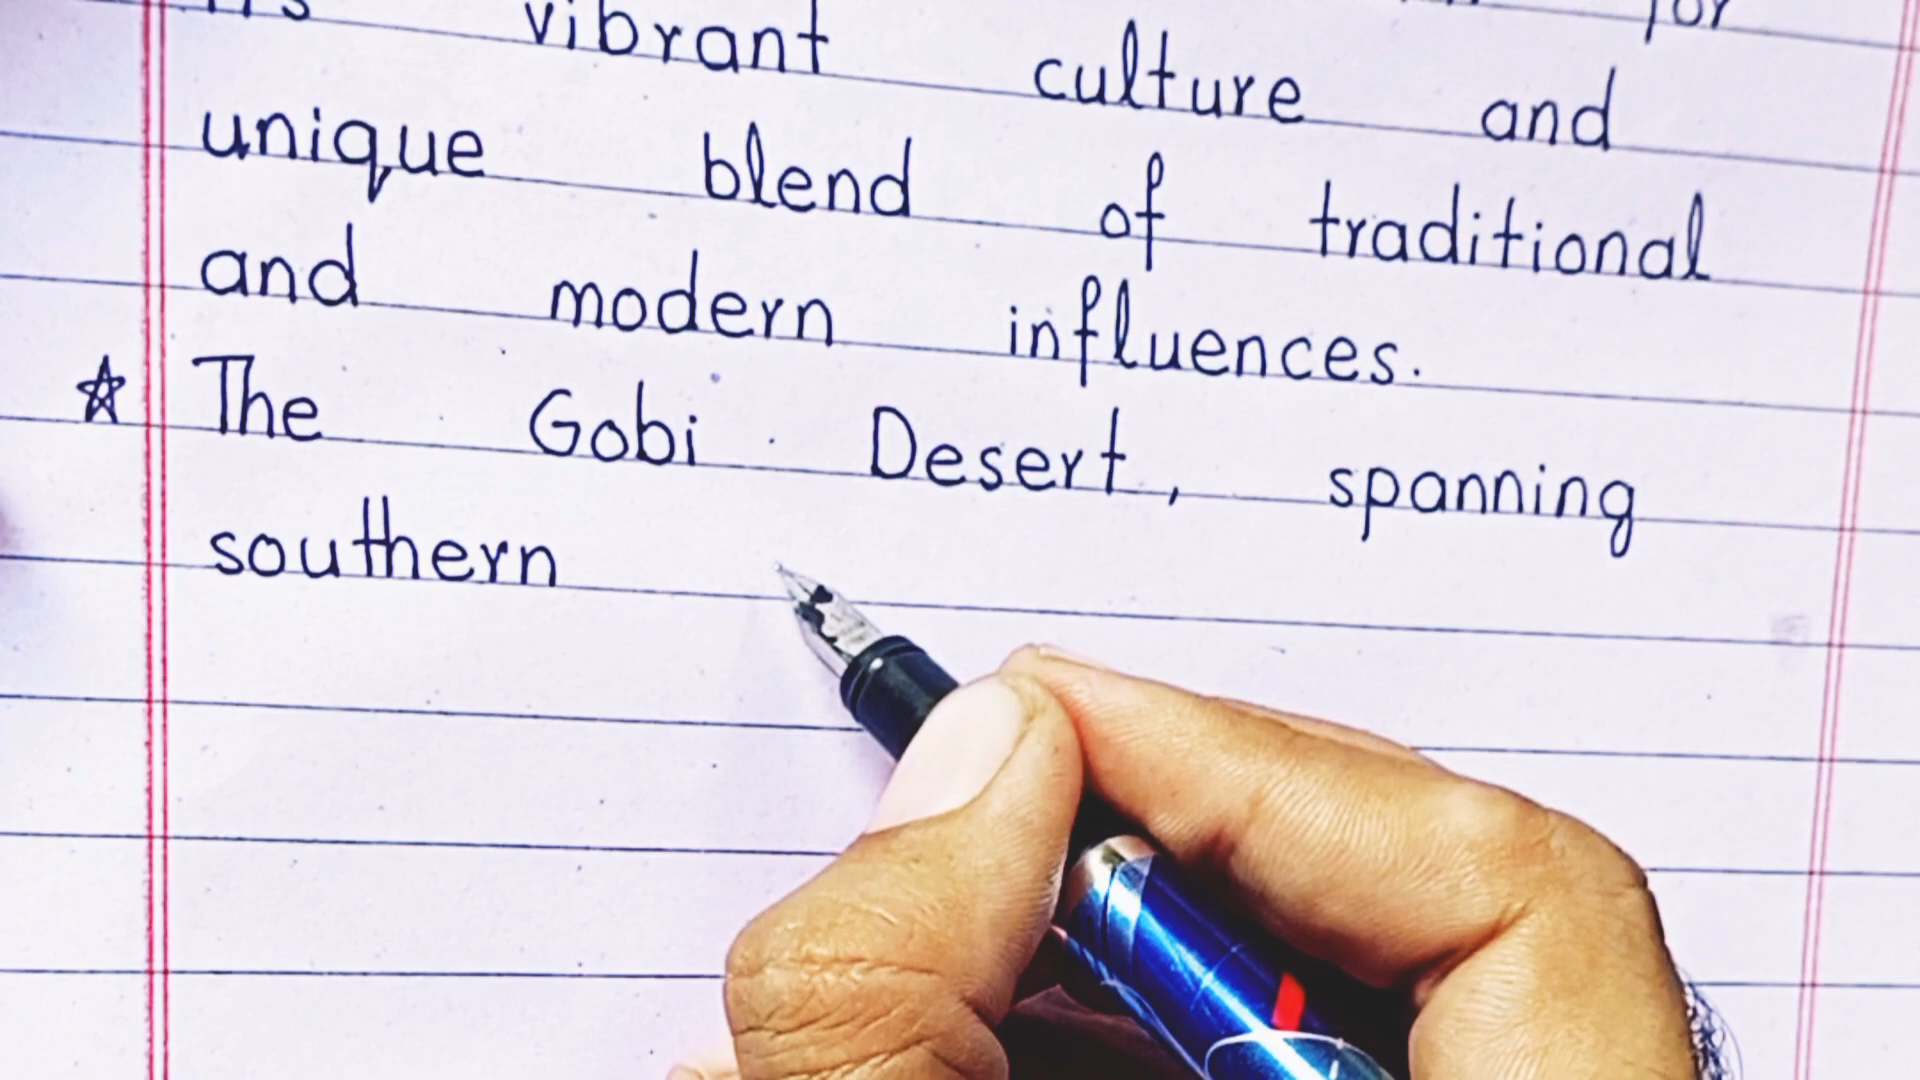 vibrant culture and
unique blend of traditional
and modern influences.
☆ The Gobi Desert, spanning
southern